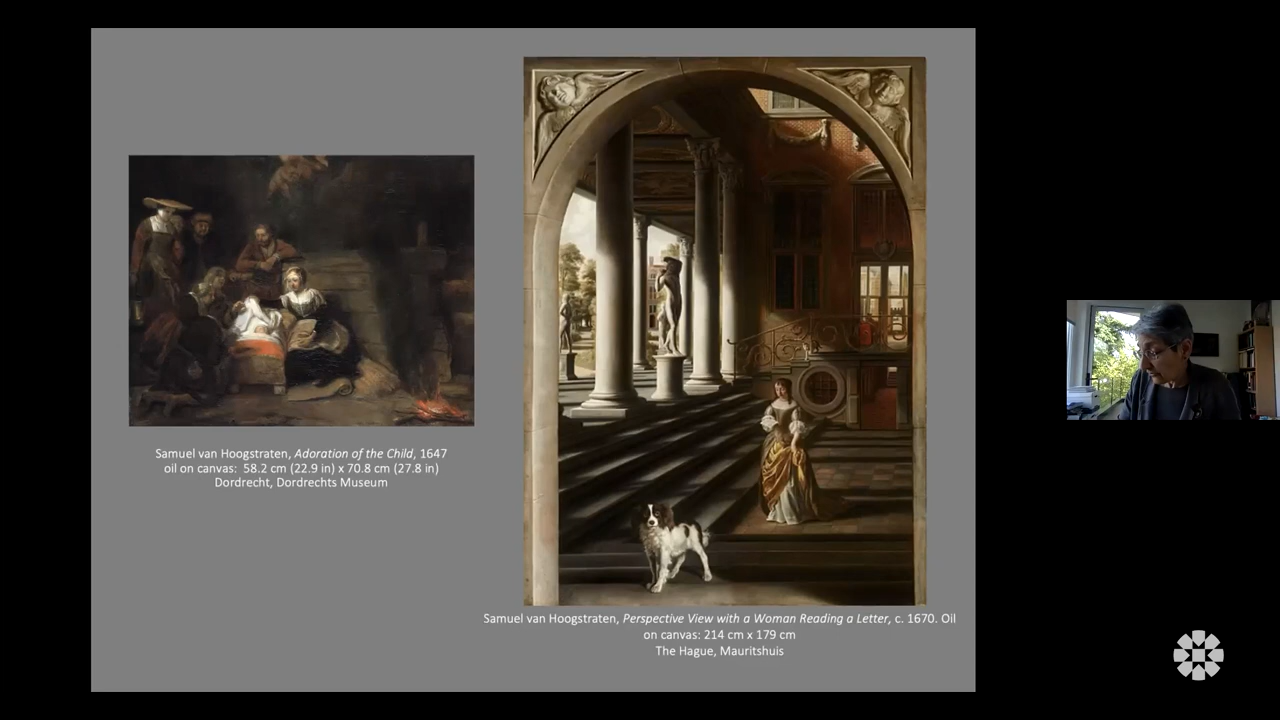 Samuel van Hoogstraten, Adoration of the Child, 1647
oil on canvas:  58.2 cm (22.9 in) x 70.8 cm (27.8 in)
Dordrecht, Dordrechts Museum
Samuel van Hoogstraten, Perspective View with a Woman Reading a Letter, c. 1670. Oil
on canvas: 214 cm x 179 cm
The Hague, Mauritshuis